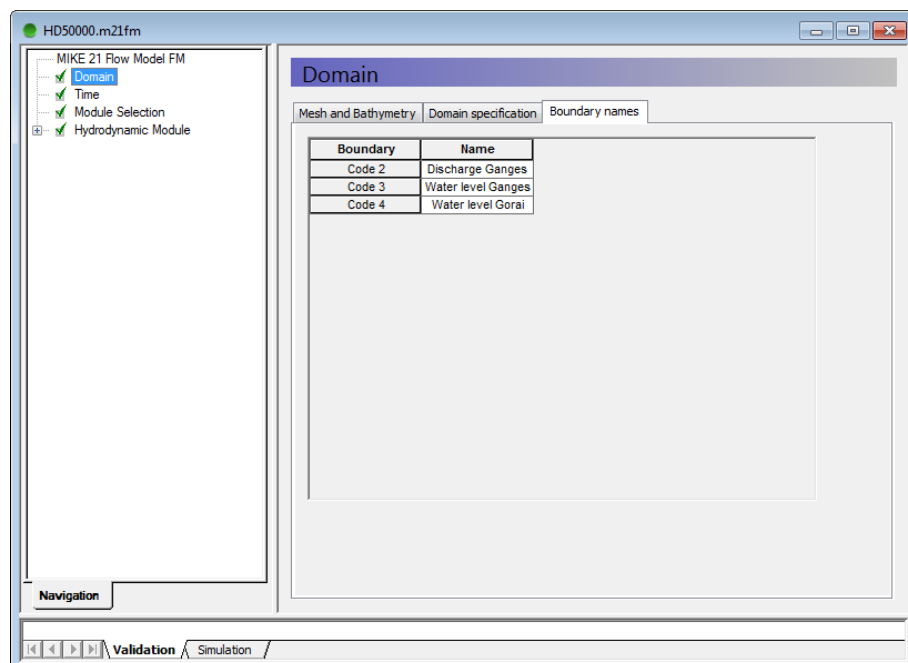 HD50000.m21fm
MIKE 21 Flow Model FM
Domain
Time
Module Selection
Hydrodynamic Module
Navigation
Domain
Mesh and Bathymetry Domain specification Boundary names
Boundary Name
Code 2 Discharge Ganges
Code 3 Water level Ganges
Code 4 Water level Gorai
Validation Simulation